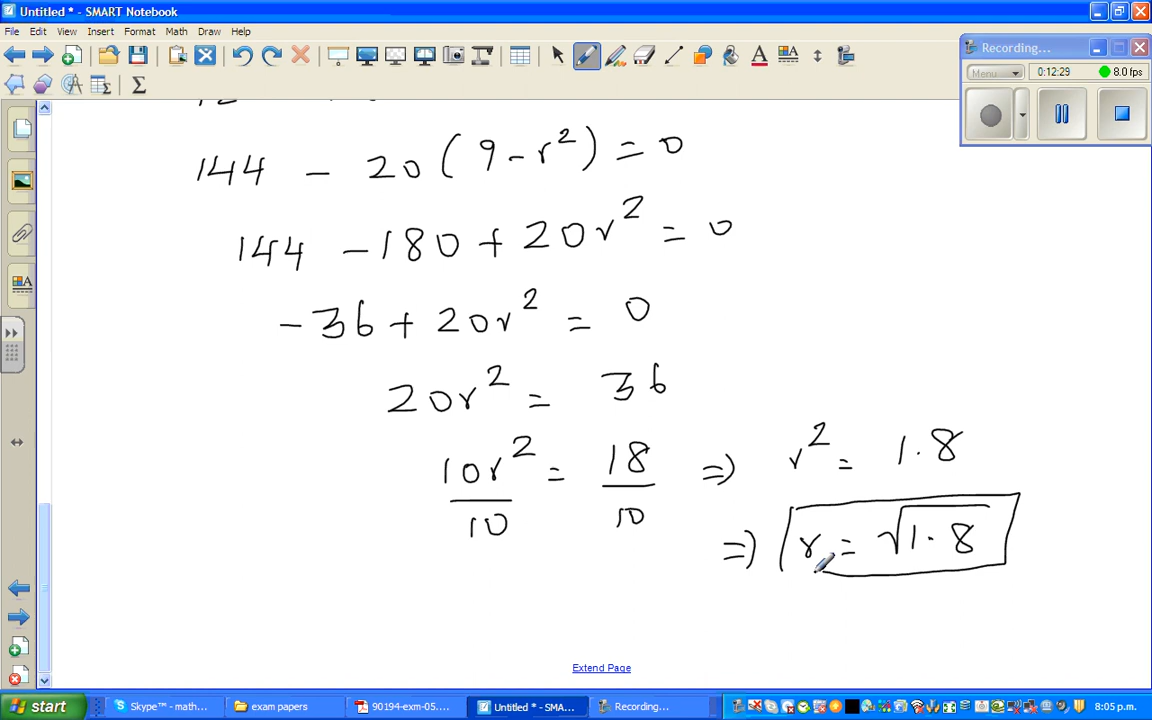 Untitled * - SMART Notebook
File Edit View Insert Format Math Draw Help
Recording...
Menu
0:12:29 8.0 fps
144 - 20 ( 9 - r² ) = 0
144 - 180 + 20r² = 0
-36 + 20r² = 0
20r² = 36
10r²/10 = 18/10 => r² = 1.8
=> r = √1.8
Extend Page
start Skype™ - math... exam papers 90194-exm-05.... Untitled * - SMA... Recording... 8:05 p.m.